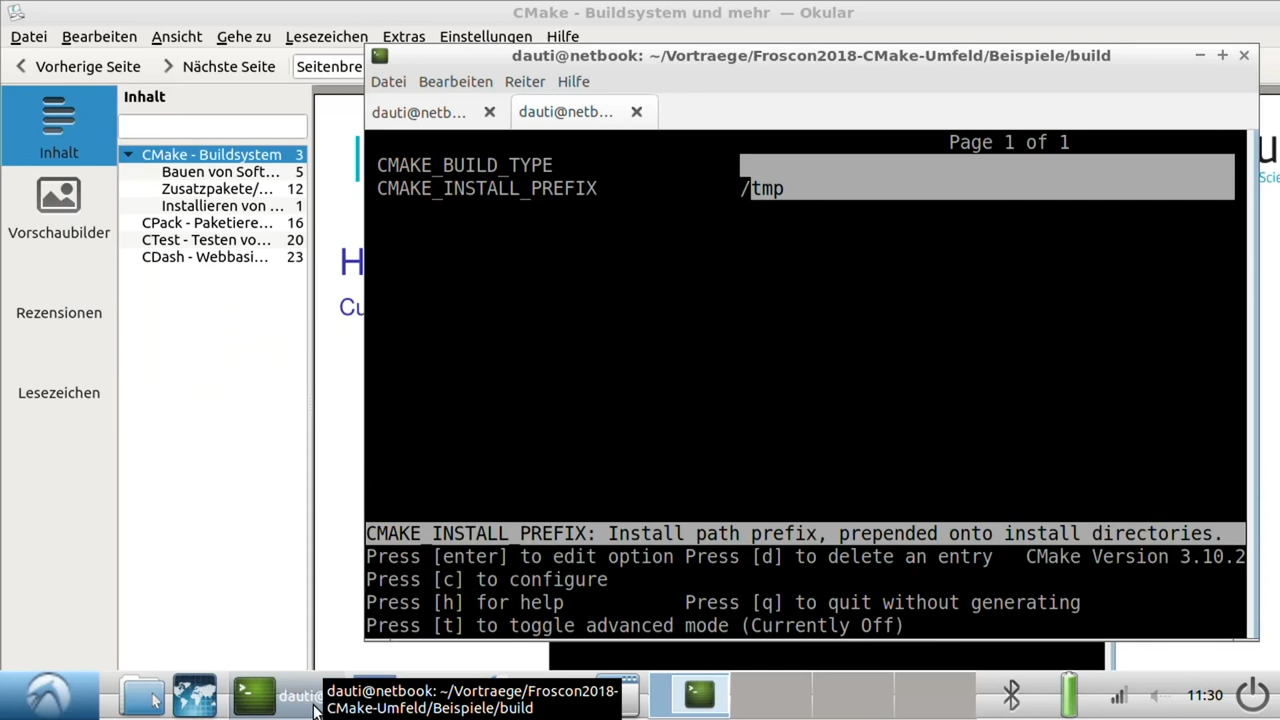 CMake - Buildsystem und mehr — Okular
Datei Bearbeiten Ansicht Gehe zu Lesezeichen Extras Einstellungen Hilfe
Vorherige Seite Nächste Seite Seitenbre
Inhalt
Vorschaubilder
Rezensionen
Lesezeichen
Inhalt
CMake - Buildsystem 3
Bauen von Soft... 5
Zusatzpakete/... 12
Installieren von ... 1
CPack - Paketiere... 16
CTest - Testen vo... 20
CDash - Webbasi... 23
H
Cu
dauti@netbook: ~/Vortraege/Froscon2018-CMake-Umfeld/Beispiele/build
Datei Bearbeiten Reiter Hilfe
dauti@netb... dauti@netb...
Page 1 of 1
CMAKE_BUILD_TYPE
CMAKE_INSTALL_PREFIX /tmp
CMAKE_INSTALL_PREFIX: Install path prefix, prepended onto install directories.
Press [enter] to edit option Press [d] to delete an entry CMake Version 3.10.2
Press [c] to configure
Press [h] for help Press [q] to quit without generating
Press [t] to toggle advanced mode (Currently Off)
dauti@
dauti@netbook: ~/Vortraege/Froscon2018-
CMake-Umfeld/Beispiele/build
11:30